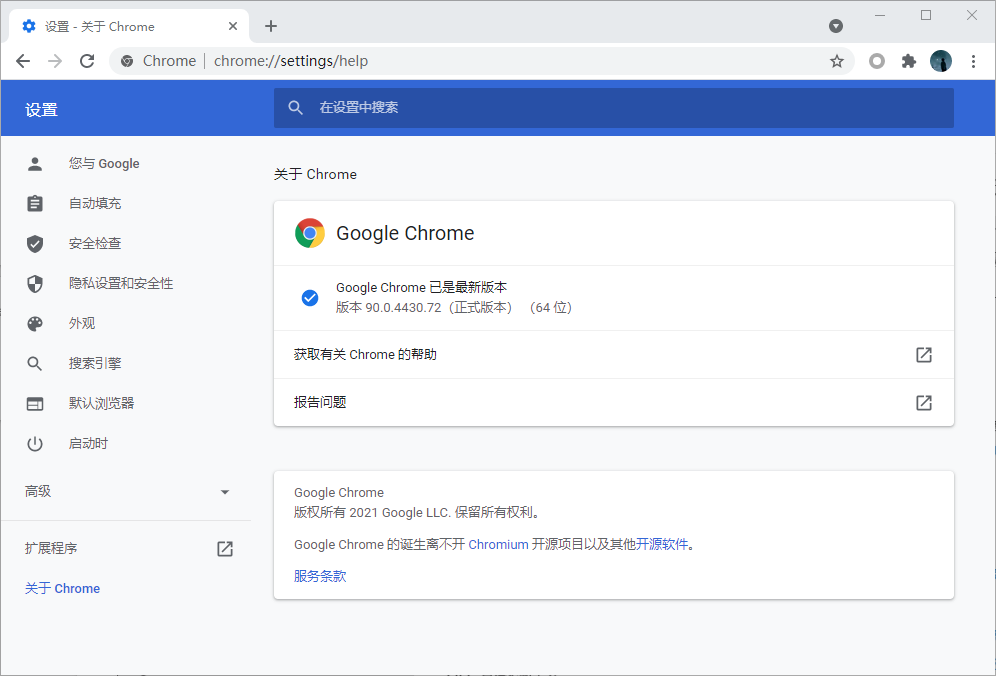 设置 - 关于 Chrome
Chrome
chrome://settings/help
设置
在设置中搜索
您与 Google
自动填充
安全检查
隐私设置和安全性
外观
搜索引擎
默认浏览器
启动时
高级
扩展程序
关于 Chrome
关于 Chrome
Google Chrome
Google Chrome 已是最新版本
版本 90.0.4430.72（正式版本） （64 位）
获取有关 Chrome 的帮助
报告问题
Google Chrome
版权所有 2021 Google LLC. 保留所有权利。
Google Chrome 的诞生离不开 Chromium 开源项目以及其他开源软件。
服务条款